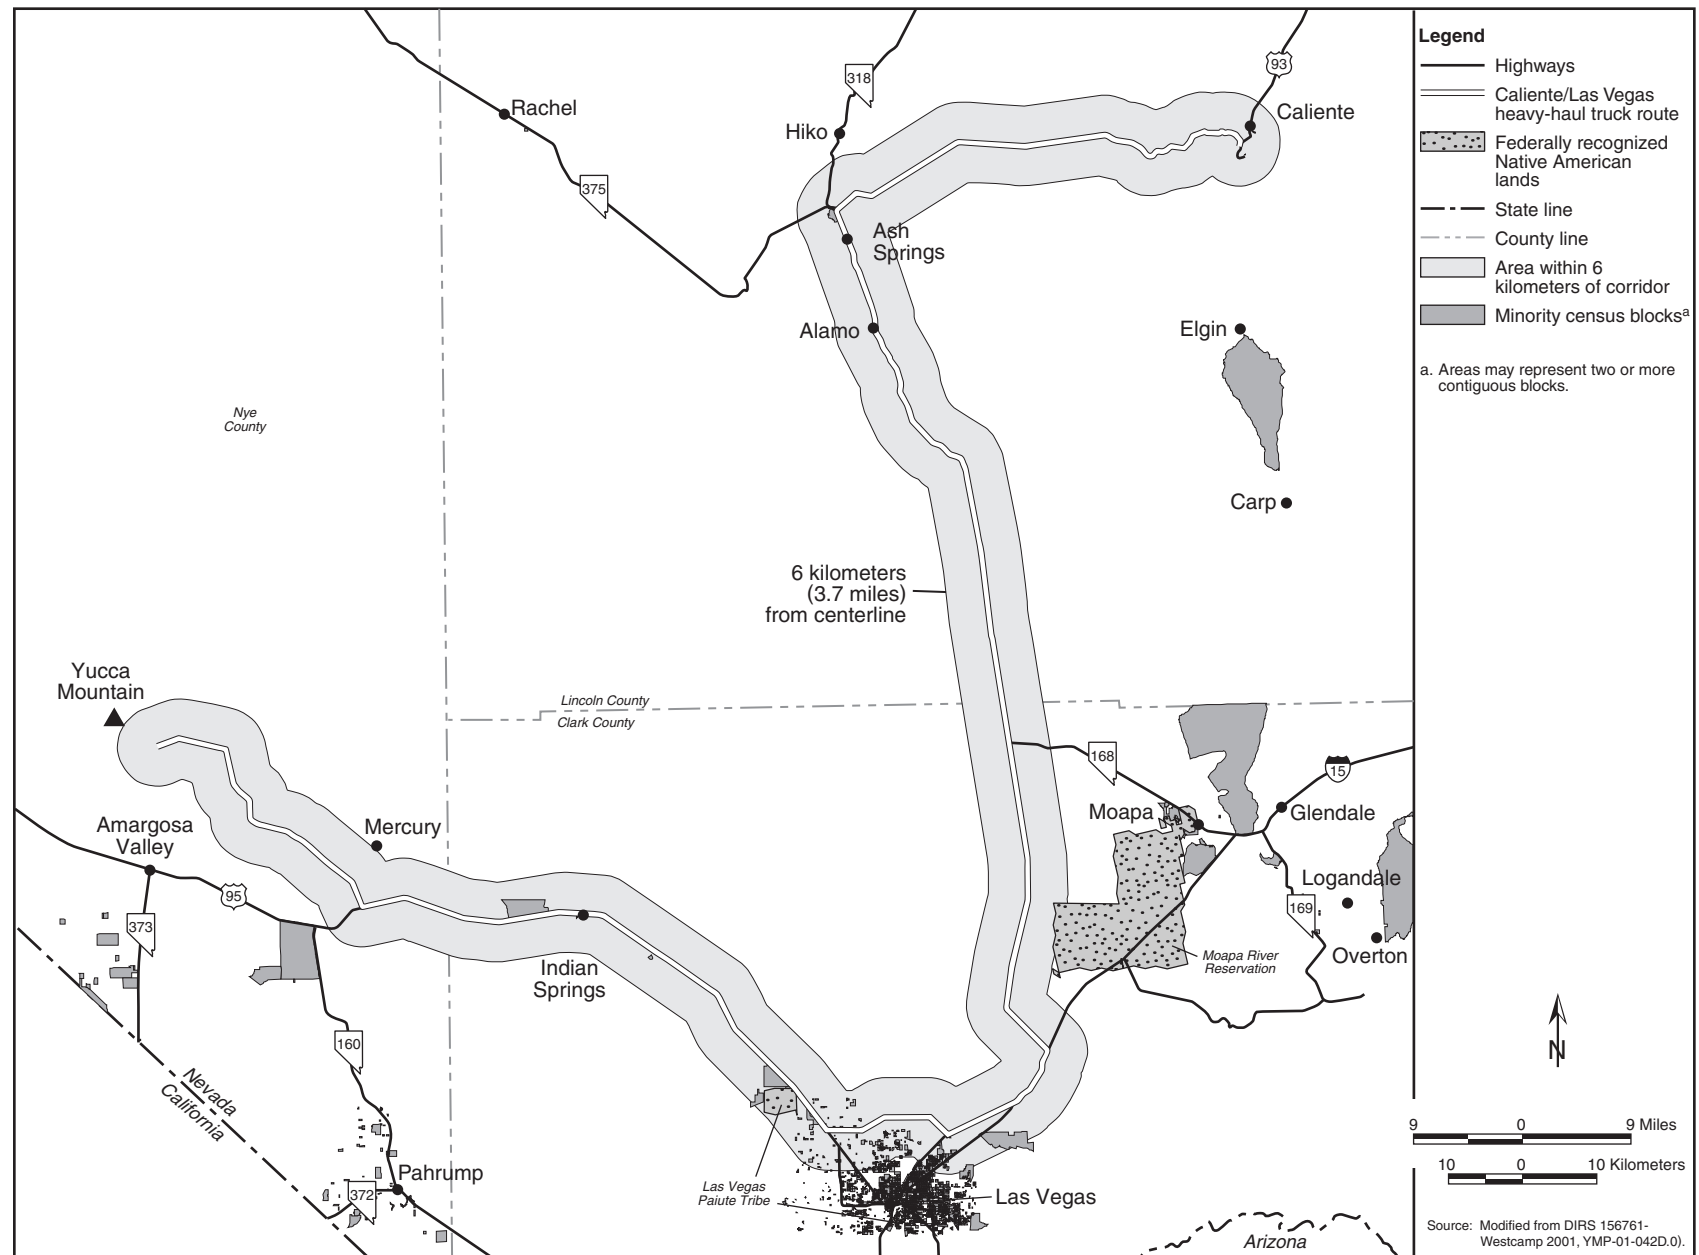 93
318
Rachel
Hiko
Caliente
375
Ash
Springs
Alamo
Elgin
Nye
County
Carp
6 kilometers
(3.7 miles)
from centerline
Yucca
Mountain
Lincoln County
Clark County
168
15
Moapa
Glendale
Amargosa
Valley
Mercury
95
373
Logandale
169
Overton
Moapa River
Reservation
Indian
Springs
160
Nevada
California
Pahrump
372
Las Vegas
Paiute Tribe
Las Vegas
Arizona
Legend
Highways
Caliente/Las Vegas
heavy-haul truck route
Federally recognized
Native American
lands
State line
County line
Area within 6
kilometers of corridor
Minority census blocksa
a. Areas may represent two or more
contiguous blocks.
N
9 0 9 Miles
10 0 10 Kilometers
Source: Modified from DIRS 156761-
Westcamp 2001, YMP-01-042D.0).